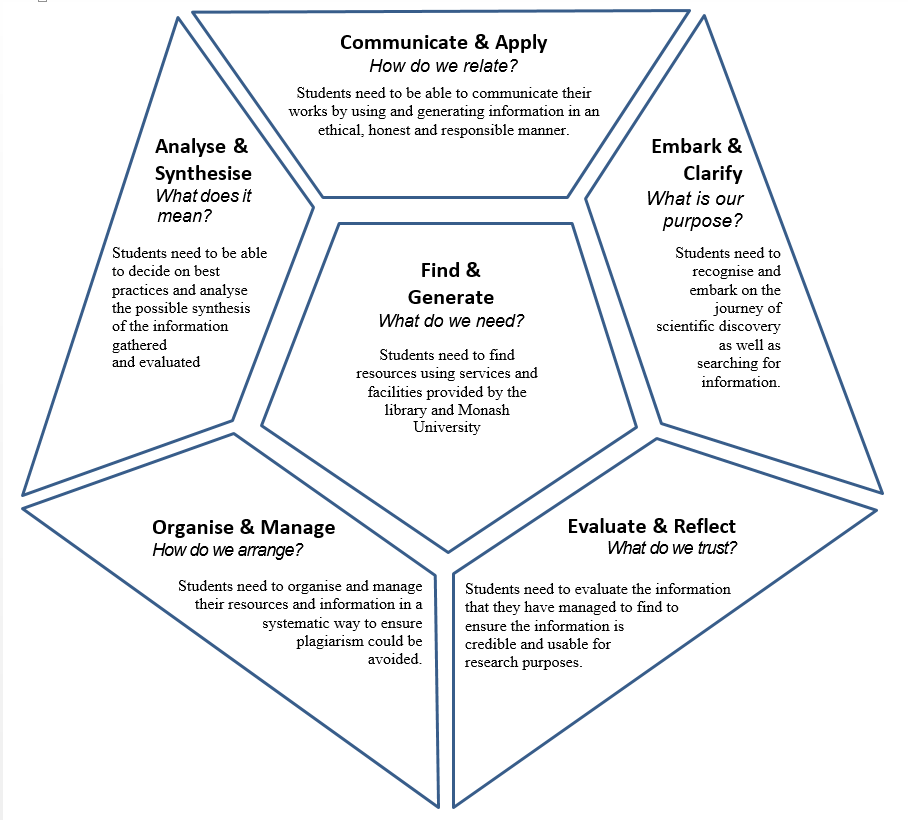 Communicate & Apply
How do we relate?
Students need to be able to communicate their
works by using and generating information in an
ethical, honest and responsible manner.
Analyse &
Synthesise
What does it
mean?
Students need to be able
to decide on best
practices and analyse
the possible synthesis
of the information
gathered
and evaluated
Embark &
Clarify
What is our
purpose?
Students need to
recognise and
embark on the
journey of
scientific discovery
as well as
searching for
information.
Find &
Generate
What do we need?
Students need to find
resources using services and
facilities provided by the
library and Monash
University
Organise & Manage
How do we arrange?
Students need to organise and manage
their resources and information in a
systematic way to ensure
plagiarism could be
avoided.
Evaluate & Reflect
What do we trust?
Students need to evaluate the information
that they have managed to find to
ensure the information is
credible and usable for
research purposes.